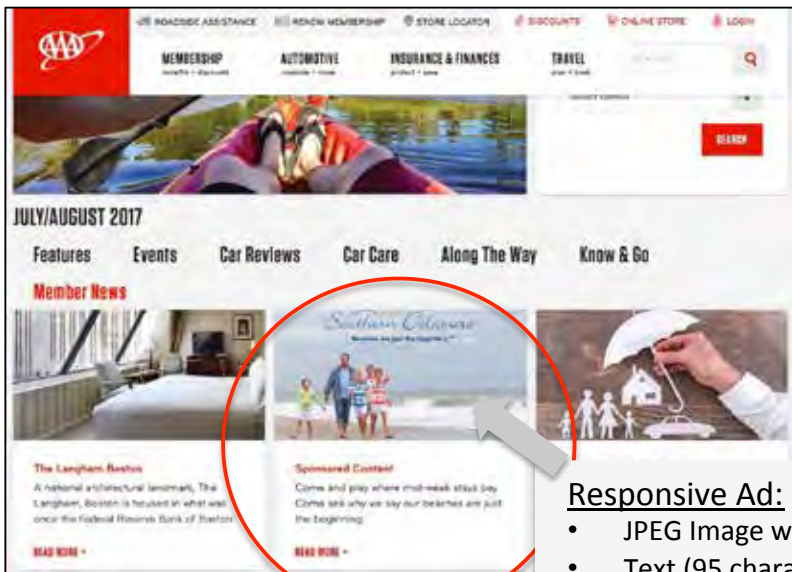 ROADSIDE ASSISTANCE RENEW MEMBERSHIP STORE LOCATOR DISCOUNTS ONLINE STORE LOGIN
AAA
MEMBERSHIP AUTOMOTIVE INSURANCE & FINANCES TRAVEL
SEARCH
JULY/AUGUST 2017
Features Events Car Reviews Car Care Along The Way Know & Go
Member News
Southern Delaware
The Langham Boston
A national architectural landmark, The
Langham, Boston is housed in what was
once the Federal Reserve Bank of Boston
READ MORE
Sponsored Content
Come and play where mid-week stays pay.
Come see why we say our beaches are just
the beginning.
READ MORE
Responsive Ad:
• JPEG Image w
• Text (95 chara